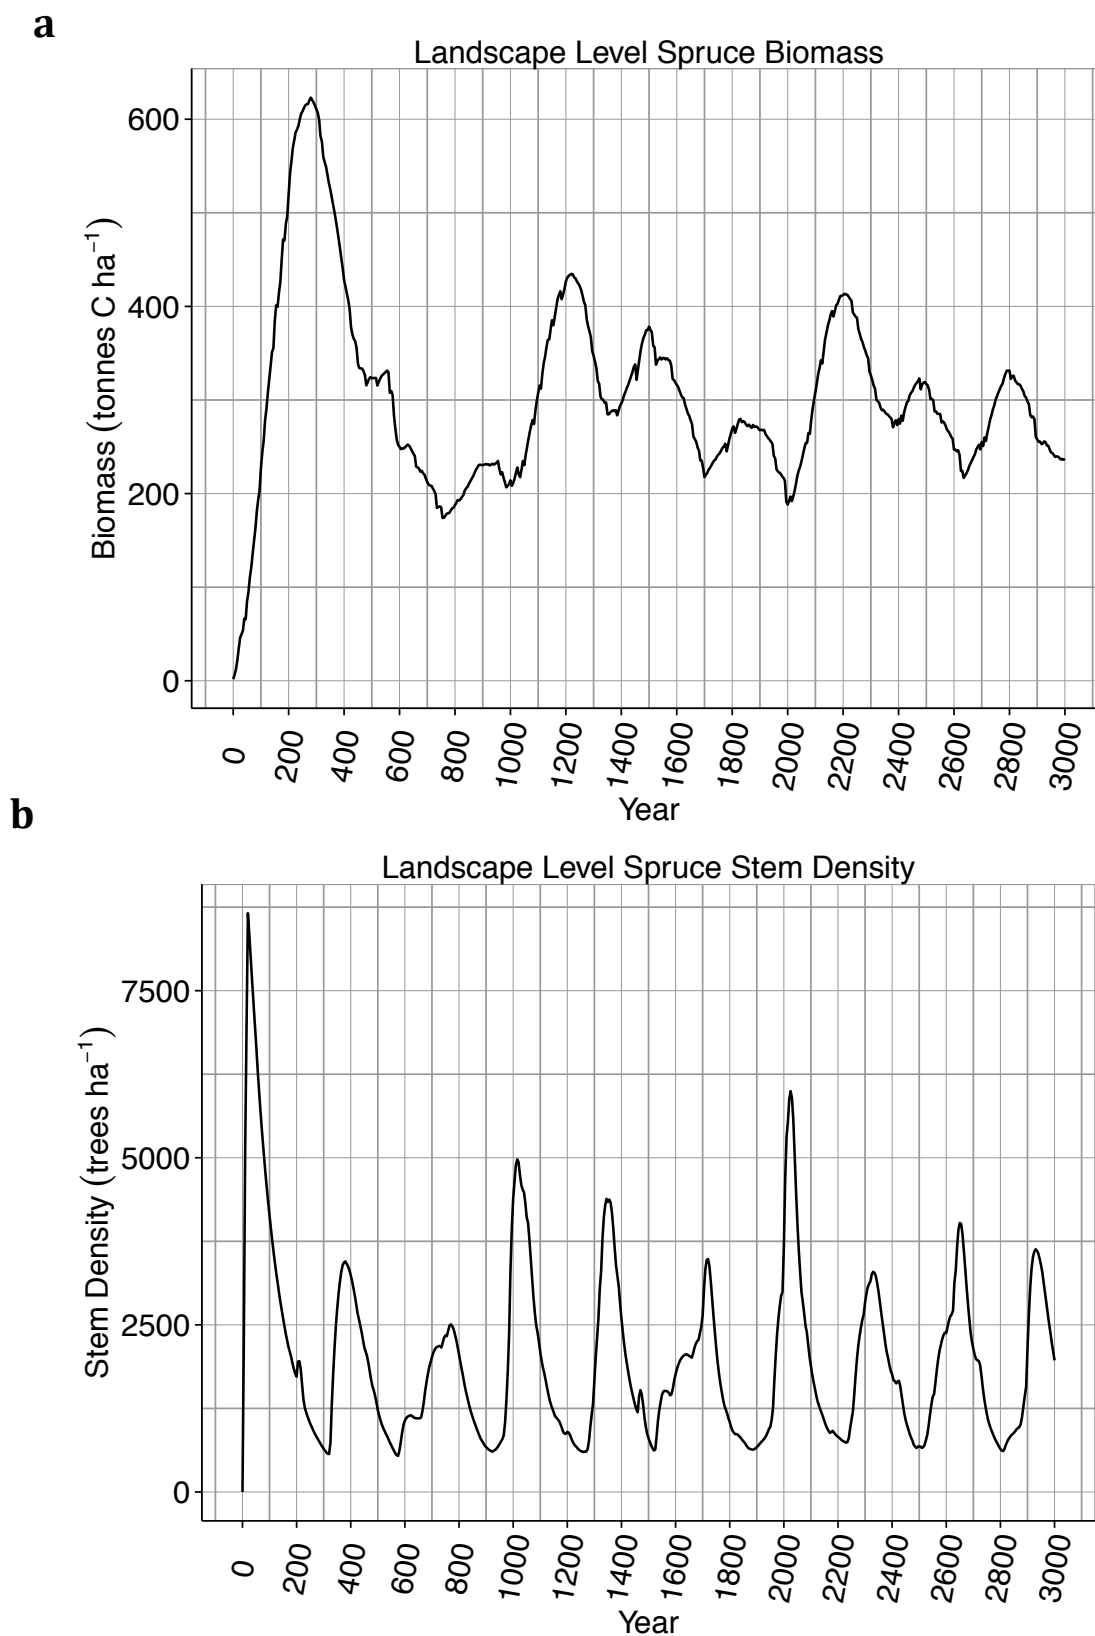 a
Landscape Level Spruce Biomass
600
400
200
0
Biomass (tonnes C ha⁻¹)
0 200 400 600 800 1000 1200 1400 1600 1800 2000 2200 2400 2600 2800 3000
Year
b
Landscape Level Spruce Stem Density
7500
5000
2500
0
Stem Density (trees ha⁻¹)
0 200 400 600 800 1000 1200 1400 1600 1800 2000 2200 2400 2600 2800 3000
Year